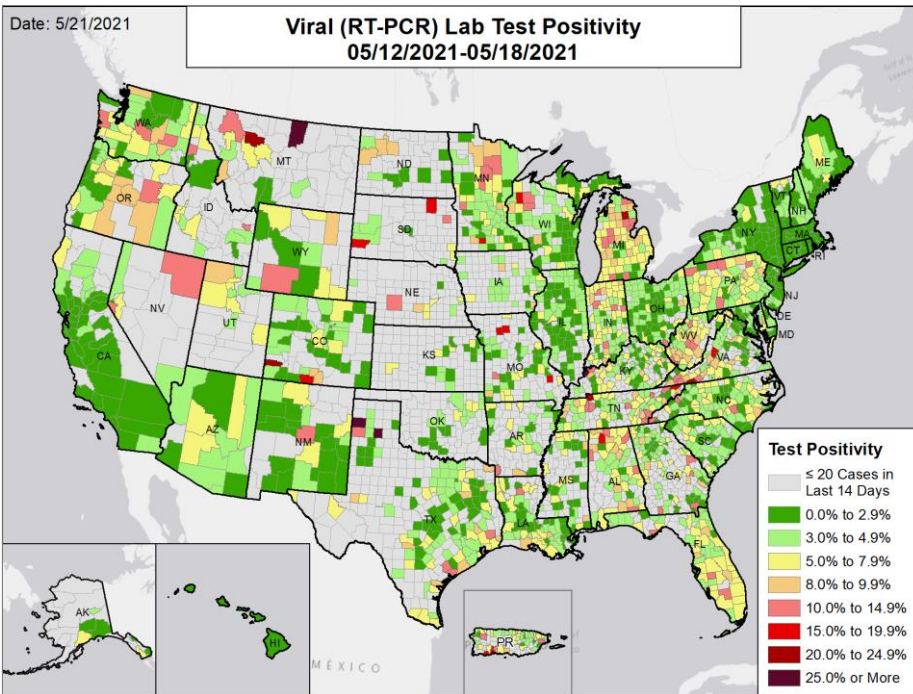 Date: 5/21/2021
Viral (RT-PCR) Lab Test Positivity
05/12/2021-05/18/2021
WA
MT
ND
MN
ME
OR
ID
SD
WI
MI
VT
NH
NY
MA
CT
RI
WY
NE
IA
PA
NJ
NV
UT
CO
IL
IN
OH
DE
MD
WV
VA
CA
KS
MO
KY
NC
AZ
NM
OK
AR
TN
SC
MS
AL
GA
TX
LA
FL
AK
HI
PR
MÉXICO
Test Positivity
≤ 20 Cases in
Last 14 Days
0.0% to 2.9%
3.0% to 4.9%
5.0% to 7.9%
8.0% to 9.9%
10.0% to 14.9%
15.0% to 19.9%
20.0% to 24.9%
25.0% or More